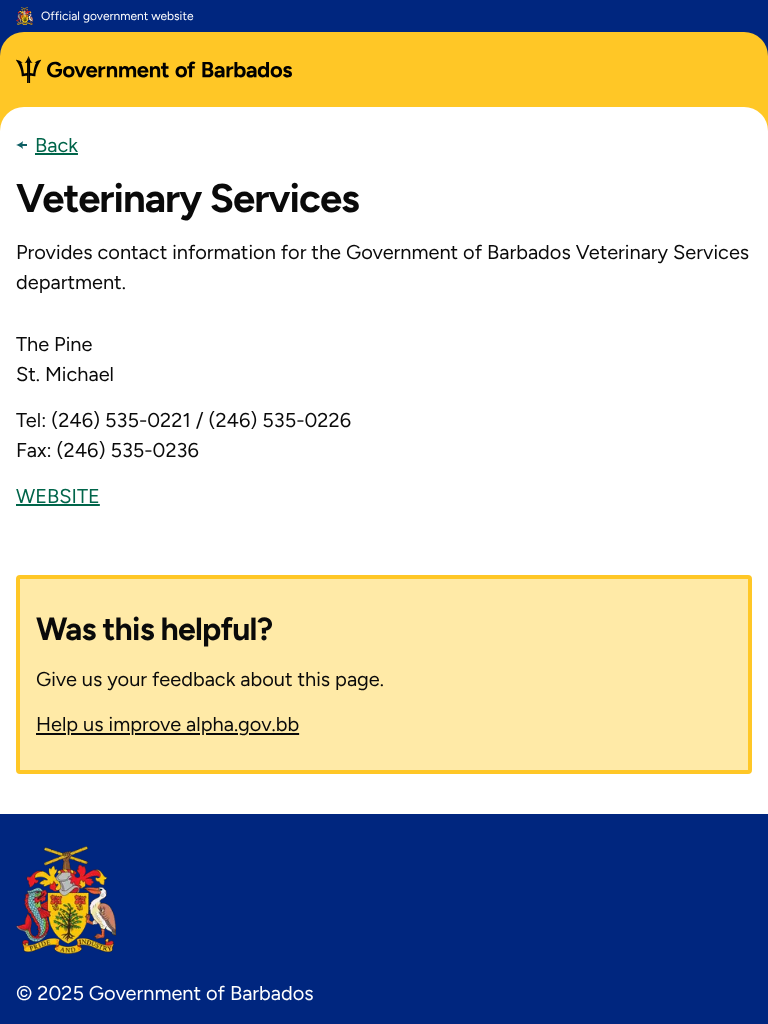 Official government website
Government of Barbados
Back
Veterinary Services
Provides contact information for the Government of Barbados Veterinary Services
department.
The Pine
St. Michael
Tel: (246) 535-0221 / (246) 535-0226
Fax: (246) 535-0236
WEBSITE
Was this helpful?
Give us your feedback about this page.
Help us improve alpha.gov.bb
PRIDE AND INDUSTRY
© 2025 Government of Barbados